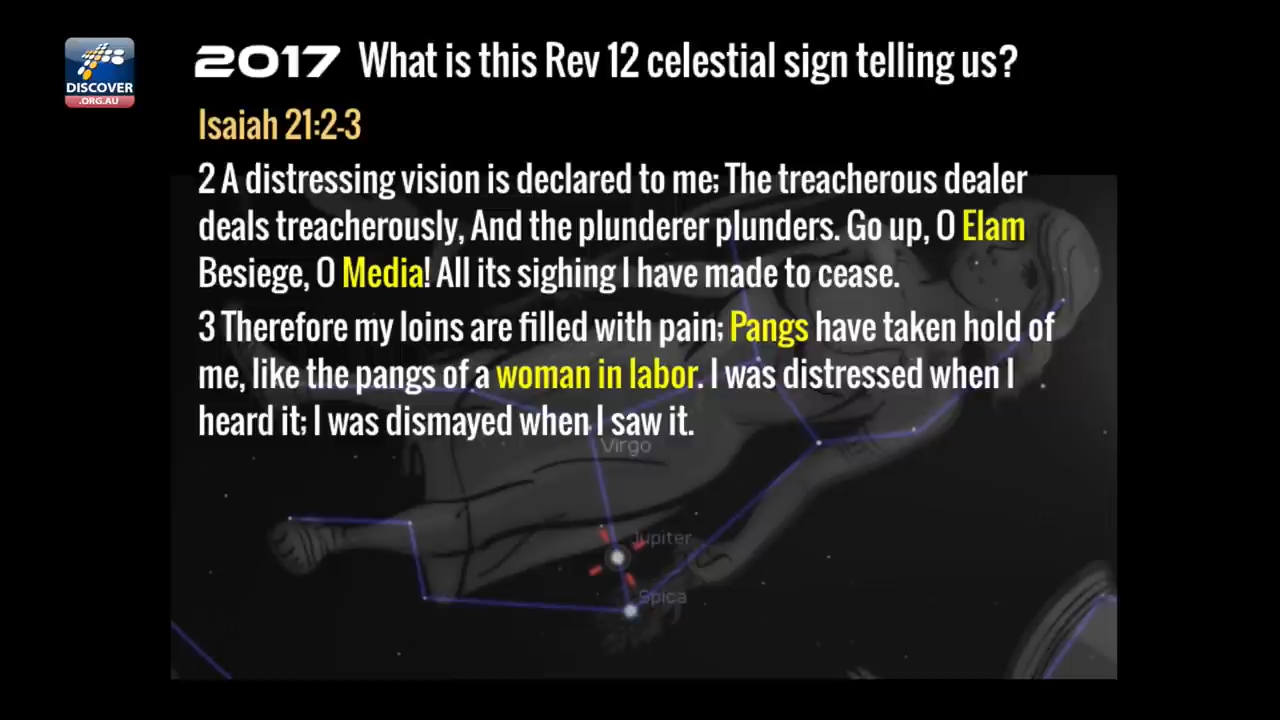 DISCOVER
.ORG.AU
2017 What is this Rev 12 celestial sign telling us?
Isaiah 21:2-3
2 A distressing vision is declared to me; The treacherous dealer
deals treacherously, And the plunderer plunders. Go up, O Elam
Besiege, O Media! All its sighing I have made to cease.
3 Therefore my loins are filled with pain; Pangs have taken hold of
me, like the pangs of a woman in labor. I was distressed when I
heard it; I was dismayed when I saw it.
Virgo
Jupiter
Spica